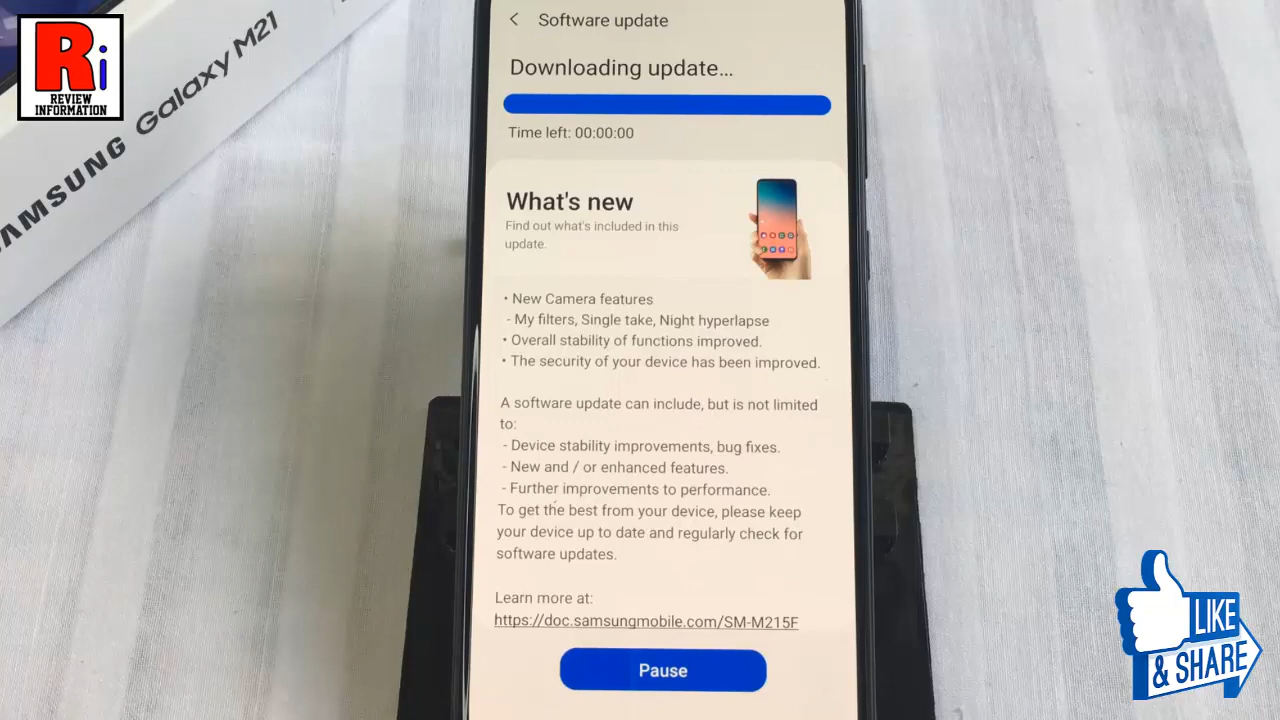 Ri
REVIEW
INFORMATION
SAMSUNG Galaxy M21
Software update
Downloading update...
Time left: 00:00:00
What's new
Find out what's included in this
update.
• New Camera features
- My filters, Single take, Night hyperlapse
• Overall stability of functions improved.
• The security of your device has been improved.
A software update can include, but is not limited
to:
- Device stability improvements, bug fixes.
- New and / or enhanced features.
- Further improvements to performance.
To get the best from your device, please keep
your device up to date and regularly check for
software updates.
Learn more at:
https://doc.samsungmobile.com/SM-M215F
Pause
LIKE
& SHARE